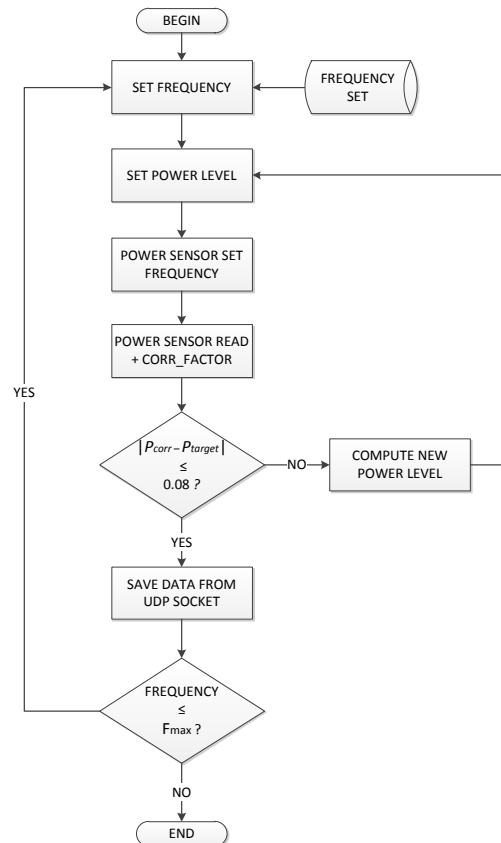 BEGIN
SET FREQUENCY
FREQUENCY
SET
SET POWER LEVEL
POWER SENSOR SET
FREQUENCY
POWER SENSOR READ
+ CORR_FACTOR
YES
|Pcorr – Ptarget|
≤
0.08 ?
NO
COMPUTE NEW
POWER LEVEL
YES
SAVE DATA FROM
UDP SOCKET
FREQUENCY
≤
Fmax ?
NO
END